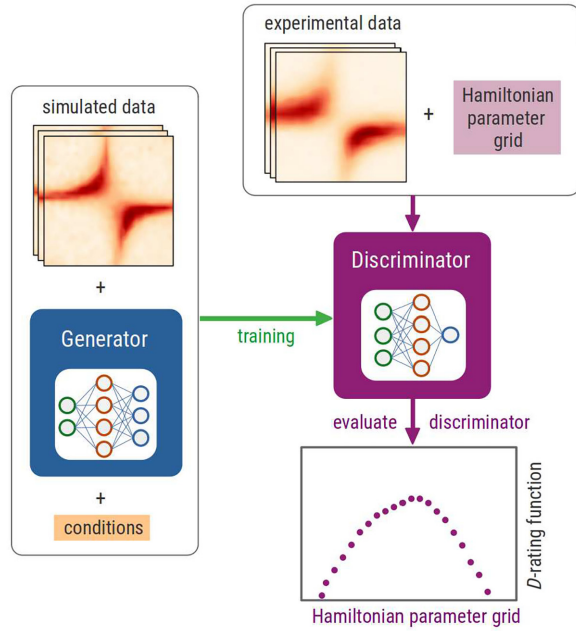 experimental data
+
Hamiltonian
parameter
grid
simulated data
+
Generator
+
conditions
training
Discriminator
evaluate discriminator
D-rating function
Hamiltonian parameter grid